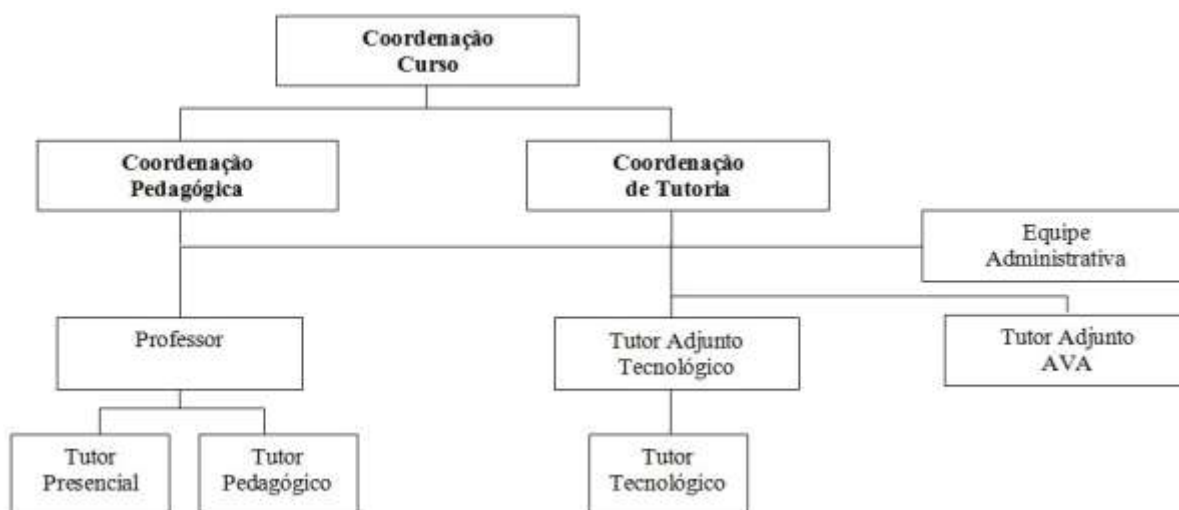 Coordenação
Curso
Coordenação
Pedagógica
Coordenação
de Tutoria
Equipe
Administrativa
Professor
Tutor Adjunto
Tecnológico
Tutor Adjunto
AVA
Tutor
Presencial
Tutor
Pedagógico
Tutor
Tecnológico